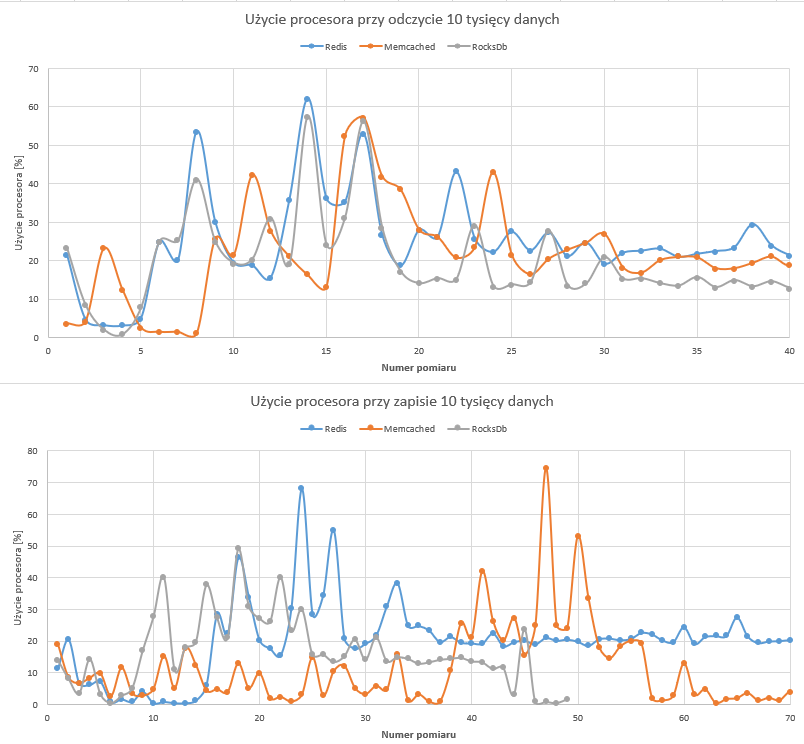 Użycie procesora przy odczycie 10 tysięcy danych
Redis Memcached RocksDb
Użycie procesora [%]
70
60
50
40
30
20
10
0
0 5 10 15 20 25 30 35 40
Numer pomiaru
Użycie procesora przy zapisie 10 tysięcy danych
Redis Memcached RocksDb
Użycie procesora [%]
80
70
60
50
40
30
20
10
0
0 10 20 30 40 50 60 70
Numer pomiaru